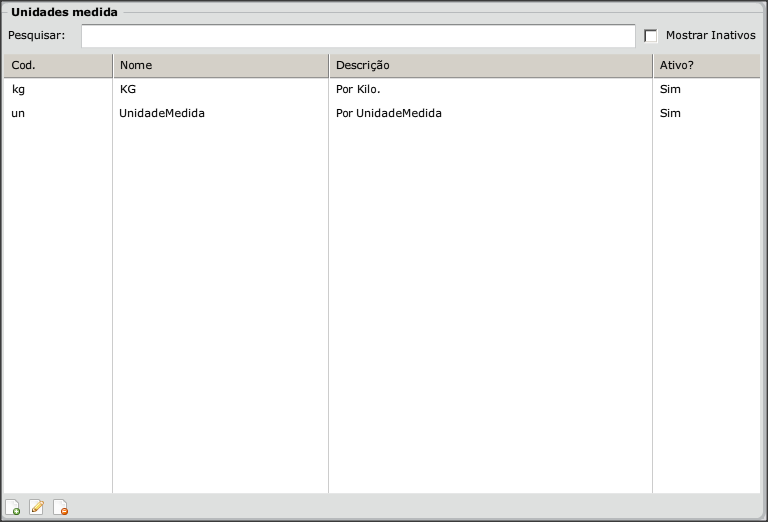 Unidades medida
Pesquisar: Mostrar Inativos
Cod. Nome Descrição Ativo?
kg KG Por Kilo. Sim
un UnidadeMedida Por UnidadeMedida Sim